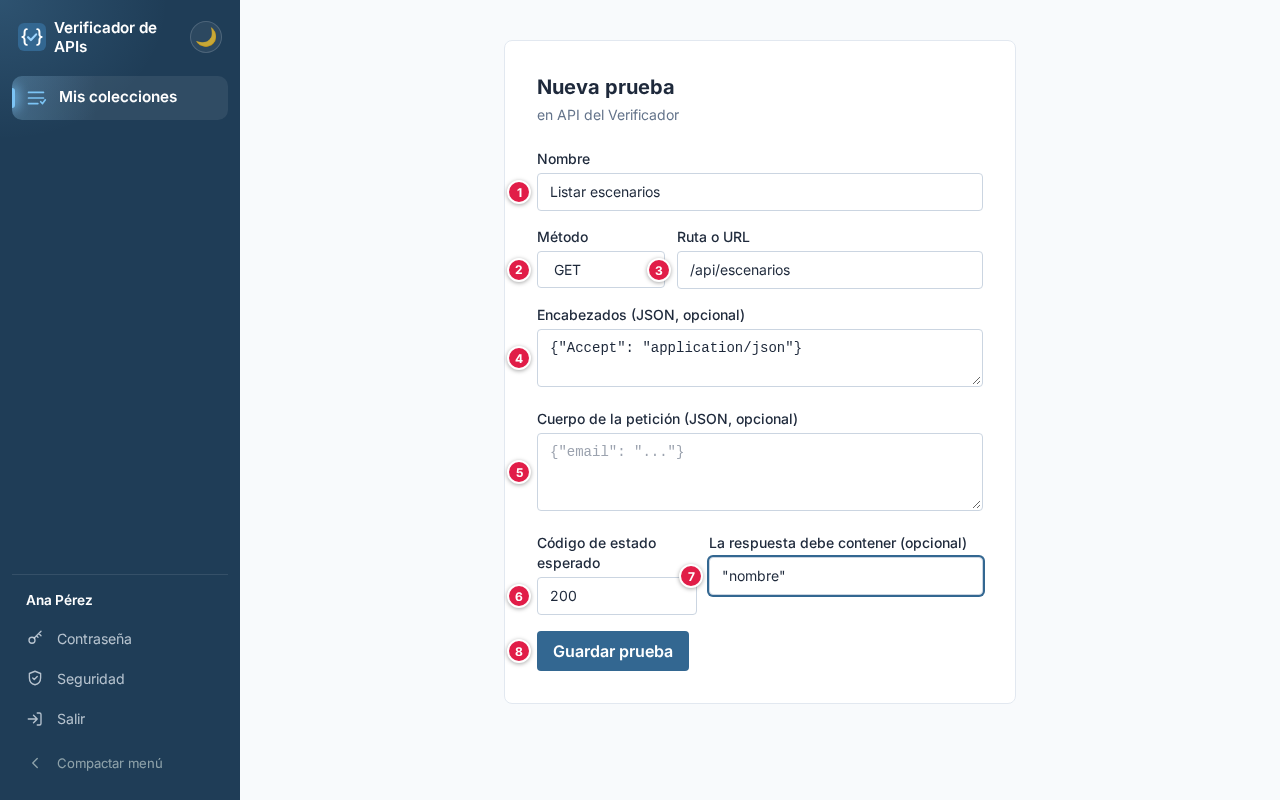 Verificador de
APIs
Mis colecciones
Ana Pérez
Contraseña
Seguridad
Salir
Compactar menú
Nueva prueba
en API del Verificador
Nombre
1 Listar escenarios
Método Ruta o URL
2 GET 3 /api/escenarios
Encabezados (JSON, opcional)
4 {"Accept": "application/json"}
Cuerpo de la petición (JSON, opcional)
{"email": "..."}
5
Código de estado
esperado
La respuesta debe contener (opcional)
7 "nombre"
6 200
8 Guardar prueba